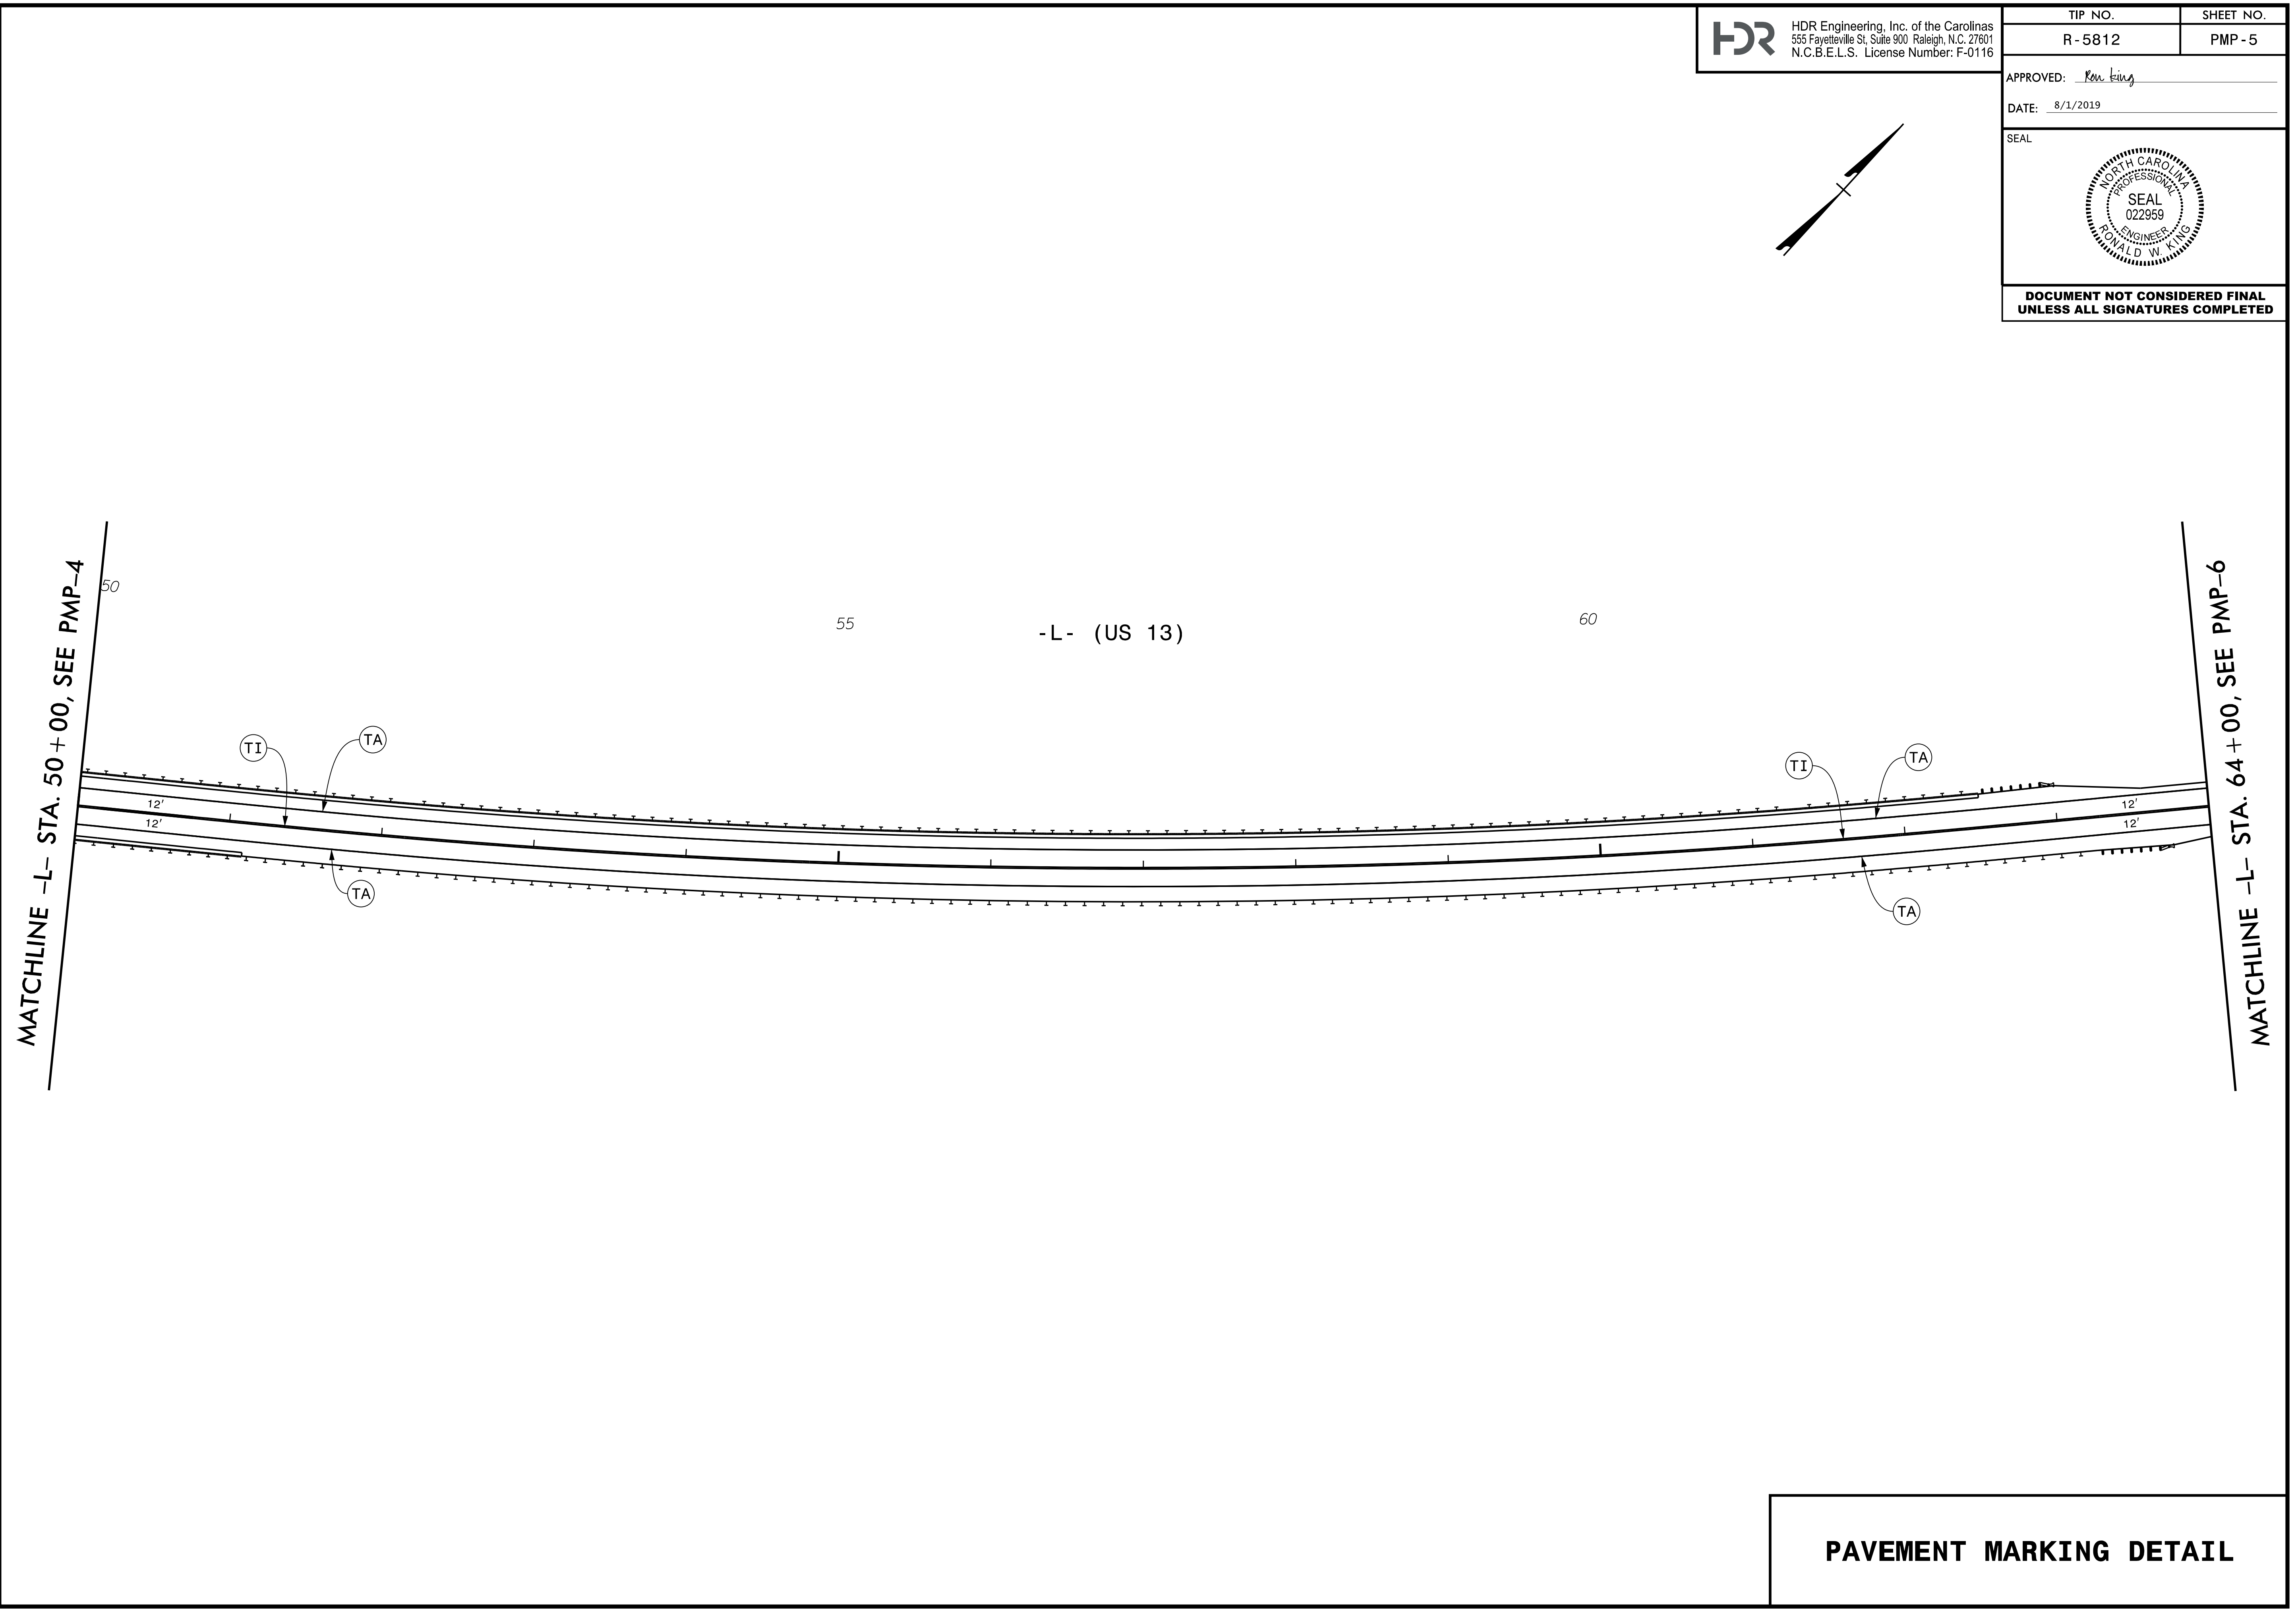 HDR
HDR Engineering, Inc. of the Carolinas
555 Fayetteville St, Suite 900 Raleigh, N.C. 27601
N.C.B.E.L.S. License Number: F-0116
TIP NO. SHEET NO.
R-5812 PMP-5
APPROVED: Ron King
DATE: 8/1/2019
SEAL
NORTH CAROLINA
PROFESSIONAL
SEAL
022959
ENGINEER
RONALD W. KING
DOCUMENT NOT CONSIDERED FINAL
UNLESS ALL SIGNATURES COMPLETED
MATCHLINE -L- STA. 50+00, SEE PMP-4
50
55
-L- (US 13)
60
MATCHLINE -L- STA. 64+00, SEE PMP-6
TI
TA
TI
TA
12'
12'
12'
12'
TA
TA
PAVEMENT MARKING DETAIL